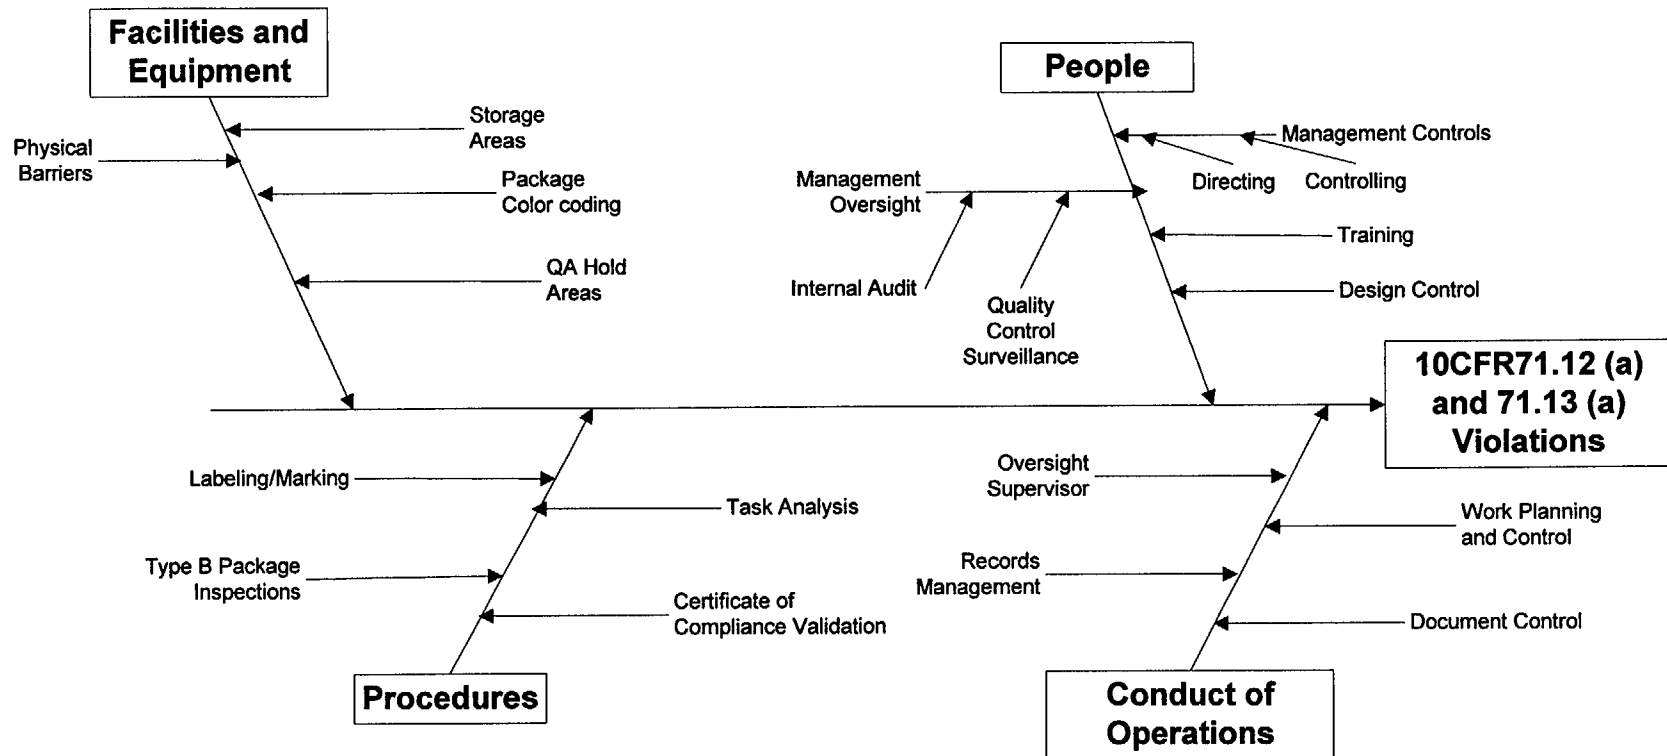 Facilities and
Equipment
People
Storage
Areas
Physical
Barriers
Package
Color coding
QA Hold
Areas
Management Controls
Directing
Controlling
Management
Oversight
Training
Internal Audit
Quality
Control
Surveillance
Design Control
10CFR71.12 (a)
and 71.13 (a)
Violations
Labeling/Marking
Task Analysis
Type B Package
Inspections
Certificate of
Compliance Validation
Oversight
Supervisor
Work Planning
and Control
Records
Management
Document Control
Procedures
Conduct of
Operations